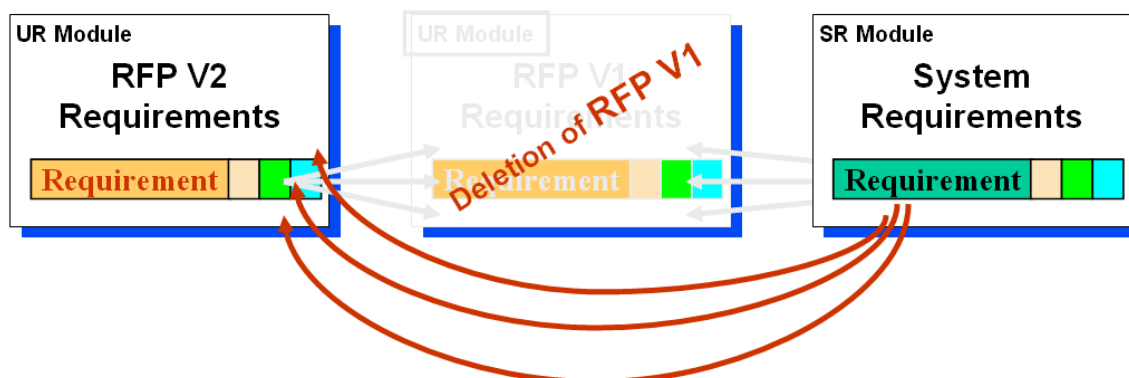 UR Module
RFP V2
Requirements
Requirement
UR Module
RFP V1
Requirements
Requirement
Deletion of RFP V1
SR Module
System
Requirements
Requirement